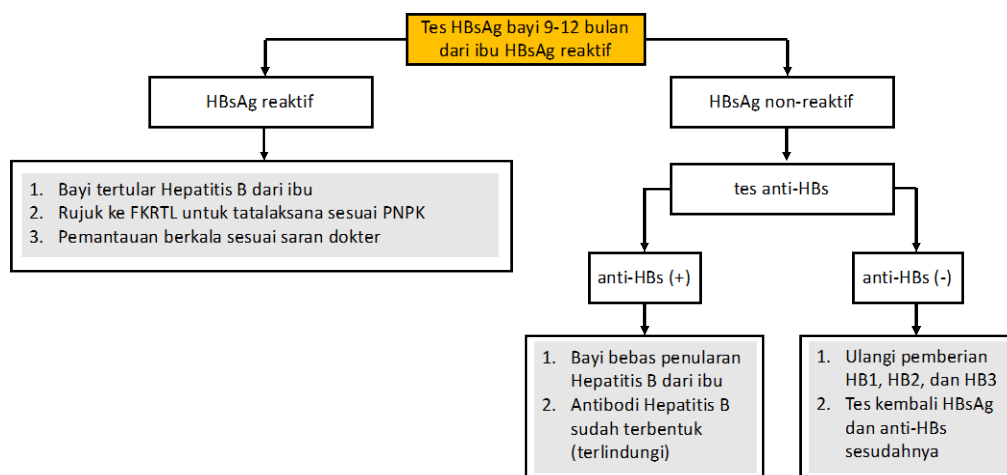 Tes HBsAg bayi 9-12 bulan
dari ibu HBsAg reaktif
HBsAg reaktif
HBsAg non-reaktif
1. Bayi tertular Hepatitis B dari ibu
2. Rujuk ke FKRTL untuk tatalaksana sesuai PNPK
3. Pemantauan berkala sesuai saran dokter
tes anti-HBs
anti-HBs (+)
anti-HBs (-)
1. Bayi bebas penularan
Hepatitis B dari ibu
2. Antibodi Hepatitis B
sudah terbentuk
(terlindungi)
1. Ulangi pemberian
HB1, HB2, dan HB3
2. Tes kembali HBsAg
dan anti-HBs
sesudahnya